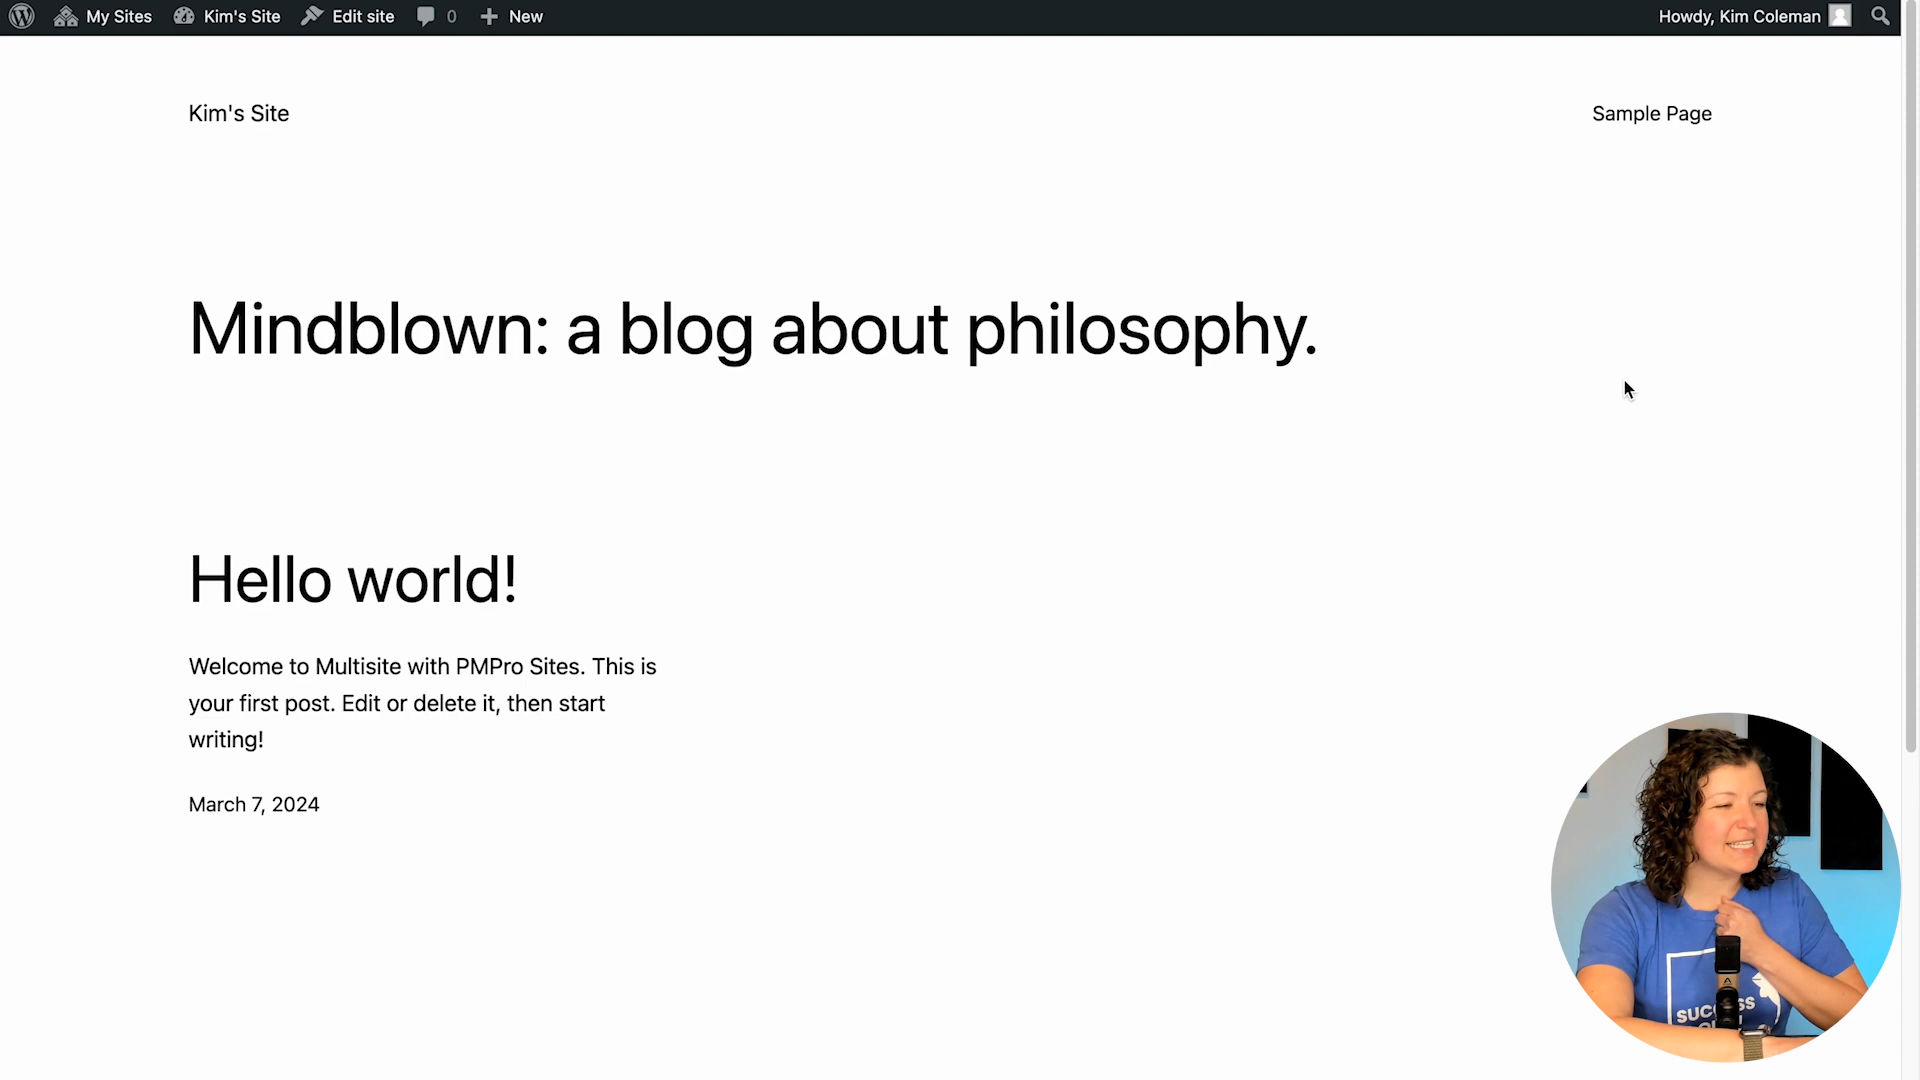 My Sites Kim's Site Edit site 0 New Howdy, Kim Coleman
Kim's Site Sample Page
Mindblown: a blog about philosophy.
Hello world!
Welcome to Multisite with PMPro Sites. This is
your first post. Edit or delete it, then start
writing!
March 7, 2024